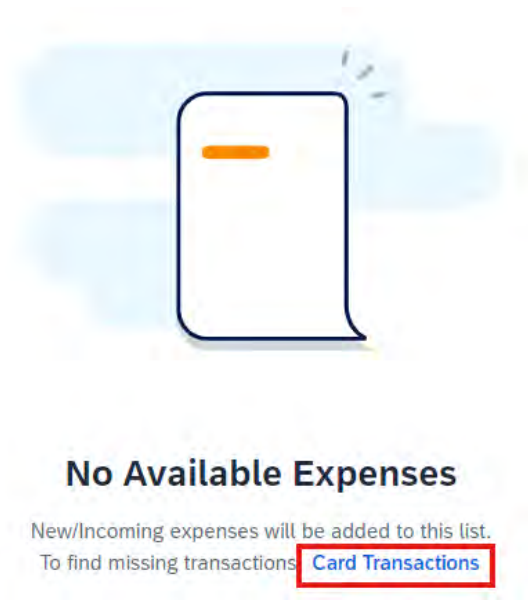 No Available Expenses
New/Incoming expenses will be added to this list.
To find missing transactions Card Transactions